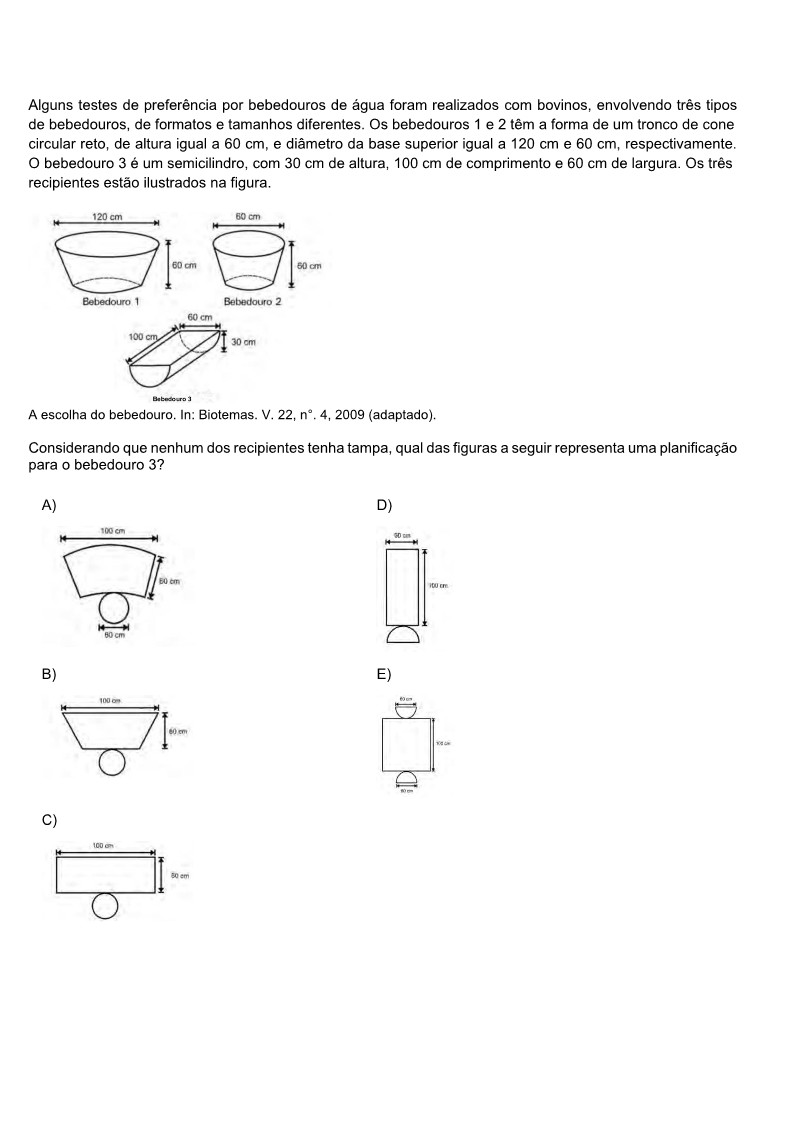 Alguns testes de preferência por bebedouros de água foram realizados com bovinos, envolvendo três tipos
de bebedouros, de formatos e tamanhos diferentes. Os bebedouros 1 e 2 têm a forma de um tronco de cone
circular reto, de altura igual a 60 cm, e diâmetro da base superior igual a 120 cm e 60 cm, respectivamente.
O bebedouro 3 é um semicilindro, com 30 cm de altura, 100 cm de comprimento e 60 cm de largura. Os três
recipientes estão ilustrados na figura.
120 cm
60 cm
60 cm
60 cm
Bebedouro 1
Bebedouro 2
60 cm
100 cm
30 cm
Bebedouro 3
A escolha do bebedouro. In: Biotemas. V. 22, n°. 4, 2009 (adaptado).
Considerando que nenhum dos recipientes tenha tampa, qual das figuras a seguir representa uma planificação
para o bebedouro 3?
A)
100 cm
60 cm
60 cm
B)
100 cm
60 cm
C)
100 cm
60 cm
D)
60 cm
100 cm
E)
60 cm
100 cm
60 cm